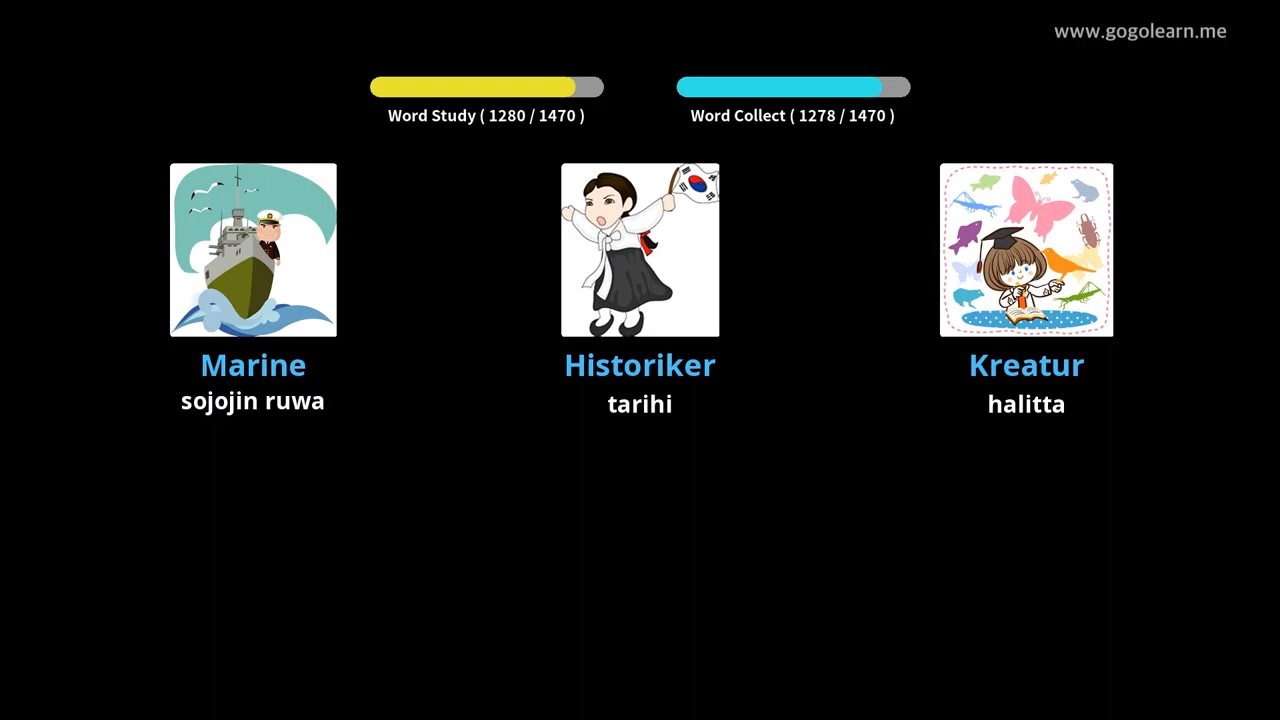 www.gogolearn.me
Word Study ( 1280 / 1470 )
Word Collect ( 1278 / 1470 )
Marine
sojojin ruwa
Historiker
tarihi
Kreatur
halitta